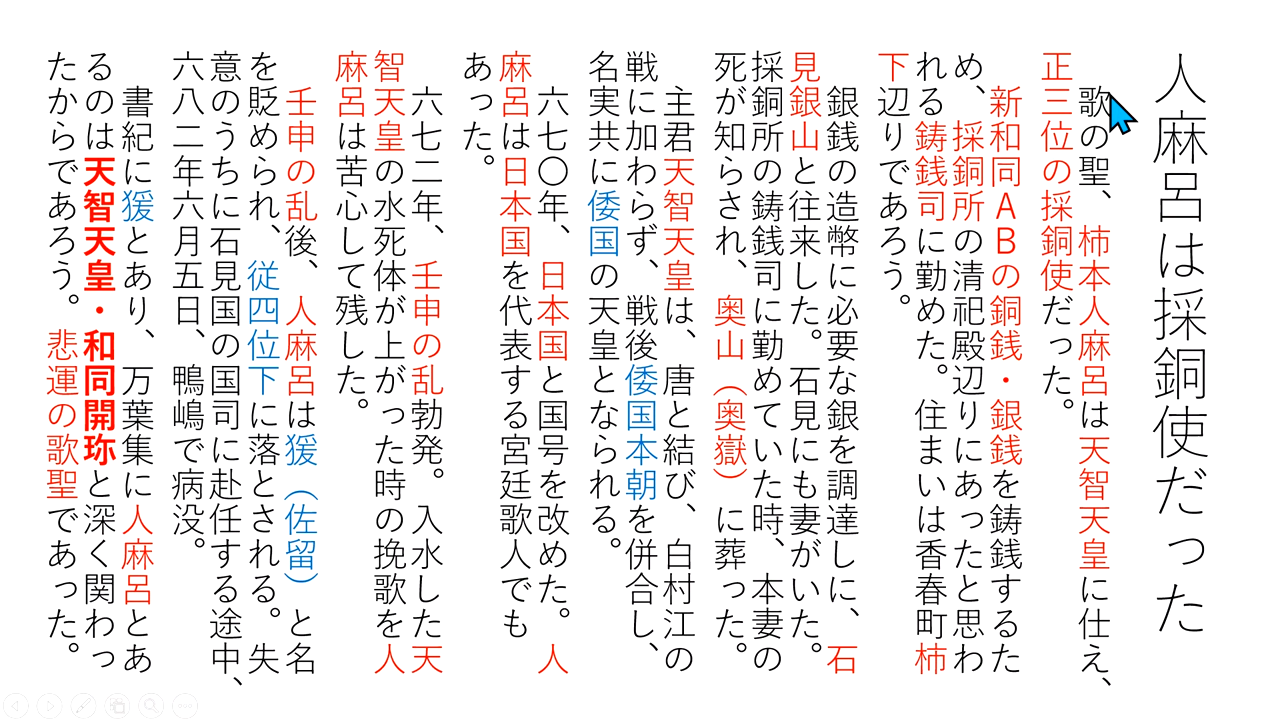 人麻呂は採銅使だった
歌の聖、柿本人麻呂は天智天皇に仕え、
正三位の採銅使だった。
新和同ＡＢの銅銭・銀銭を鋳銭するた
め、採銅所の清祀殿辺りにあったと思わ
れる鋳銭司に勤めた。住まいは香春町柿
下辺りであろう。
銀銭の造幣に必要な銀を調達しに、石
見銀山と往来した。石見にも妻がいた。
採銅所の鋳銭司に勤めていた時、本妻の
死が知らされ、奥山（奥嶽）に葬った。
主君天智天皇は、唐と結び、白村江の
戦に加わらず、戦後倭国本朝を併合し、
名実共に倭国の天皇となられる。
六七〇年、日本国と国号を改めた。人
麻呂は日本国を代表する宮廷歌人でも
あった。
六七二年、壬申の乱勃発。入水した天
智天皇の水死体が上がった時の挽歌を人
麻呂は苦心して残した。
壬申の乱後、人麻呂は猨（佐留）と名
を貶められ、従四位下に落とされる。失
意のうちに石見国の国司に赴任する途中、
六八二年六月五日、鴨嶋で病没。
書紀に猨とあり、万葉集に人麻呂とあ
るのは天智天皇・和同開珎と深く関わっ
たからであろう。悲運の歌聖であった。